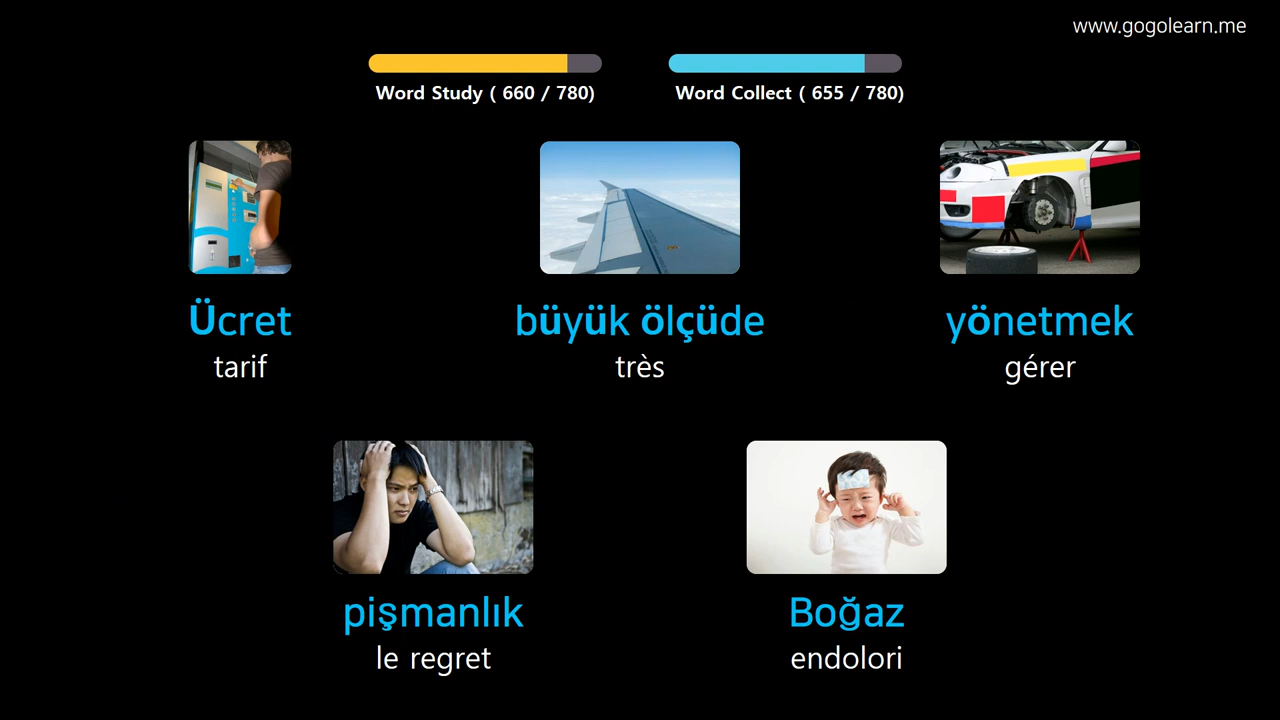 www.gogolearn.me
Word Study ( 660 / 780)
Word Collect ( 655 / 780)
Ücret
tarif
büyük ölçüde
très
yönetmek
gérer
pişmanlık
le regret
Boğaz
endolori